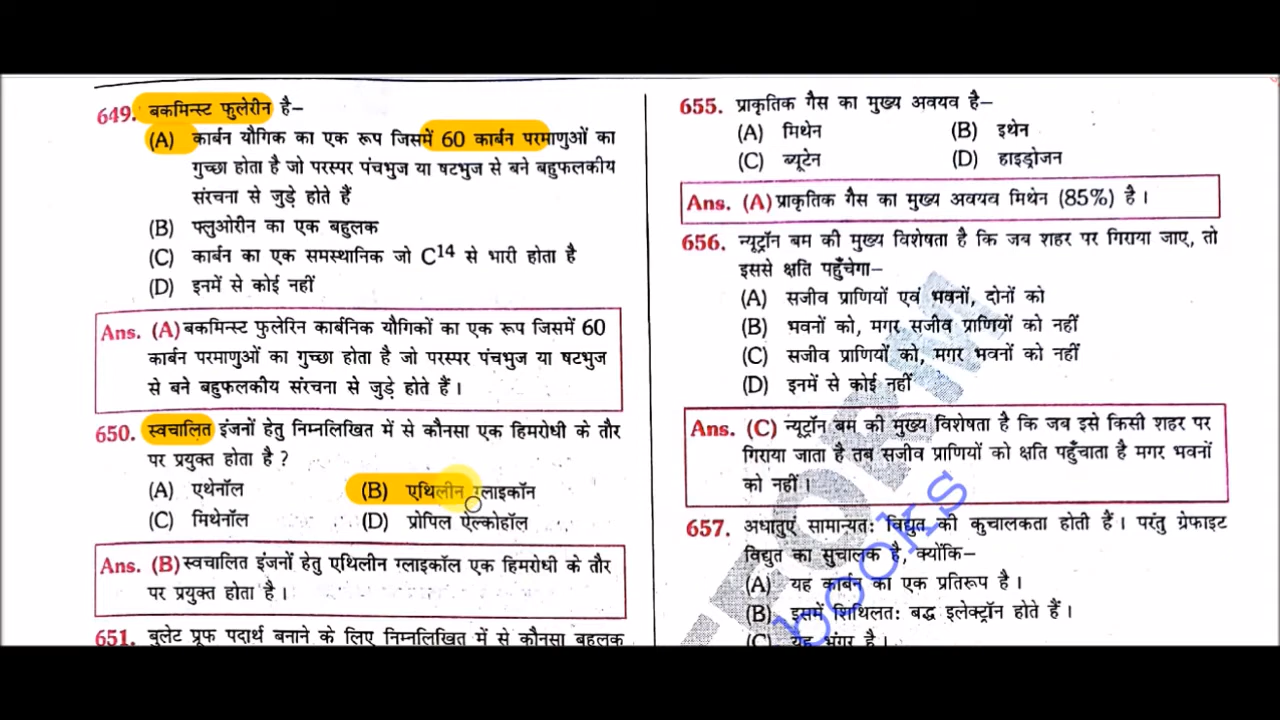 649. बकमिन्स्ट फुलेरीन है–
(A) कार्बन यौगिक का एक रूप जिसमें 60 कार्बन परमाणुओं का
गुच्छा होता है जो परस्पर पंचभुज या षटभुज से बने बहुफलकीय
संरचना से जुड़े होते हैं
(B) फ्लुओरीन का एक बहुलक
(C) कार्बन का एक समस्थानिक जो C14 से भारी होता है
(D) इनमें से कोई नहीं
Ans. (A) बकमिन्स्ट फुलेरिन कार्बनिक यौगिकों का एक रूप जिसमें 60
कार्बन परमाणुओं का गुच्छा होता है जो परस्पर पंचभुज या षटभुज
से बने बहुफलकीय संरचना से जुड़े होते हैं।
650. स्वचालित इंजनों हेतु निम्नलिखित में से कौनसा एक हिमरोधी के तौर
पर प्रयुक्त होता है ?
(A) एथेनॉल (B) एथिलीन ग्लाइकॉन
(C) मिथेनॉल (D) प्रोपिल ऐल्कोहॉल
Ans. (B) स्वचालित इंजनों हेतु एथिलीन ग्लाइकॉल एक हिमरोधी के तौर
पर प्रयुक्त होता है।
651. बुलेट प्रूफ पदार्थ बनाने के लिए निम्नलिखित में से कौनसा बहलक
655. प्राकृतिक गैस का मुख्य अवयव है–
(A) मिथेन (B) इथेन
(C) ब्यूटेन (D) हाइड्रोजन
Ans. (A) प्राकृतिक गैस का मुख्य अवयव मिथेन (85%) है।
656. न्यूट्रॉन बम की मुख्य विशेषता है कि जब शहर पर गिराया जाए, तो
इससे क्षति पहुँचेगा–
(A) सजीव प्राणियों एवं भवनों, दोनों को
(B) भवनों को, मगर सजीव प्राणियों को नहीं
(C) सजीव प्राणियों को, मगर भवनों को नहीं
(D) इनमें से कोई नहीं
Ans. (C) न्यूट्रॉन बम की मुख्य विशेषता है कि जब इसे किसी शहर पर
गिराया जाता है तब सजीव प्राणियों को क्षति पहुँचाता है मगर भवनों
को नहीं।
657. अधातुएं सामान्यत: विद्युत की कुचालकता होती हैं। परंतु ग्रेफाइट
विद्युत का सुचालक है, क्योंकि–
(A) यह कार्बन का एक प्रतिरूप है।
(B) इसमें शिथिलत: बद्ध इलेक्ट्रॉन होते हैं।
(C) यह भंगुर है।
books